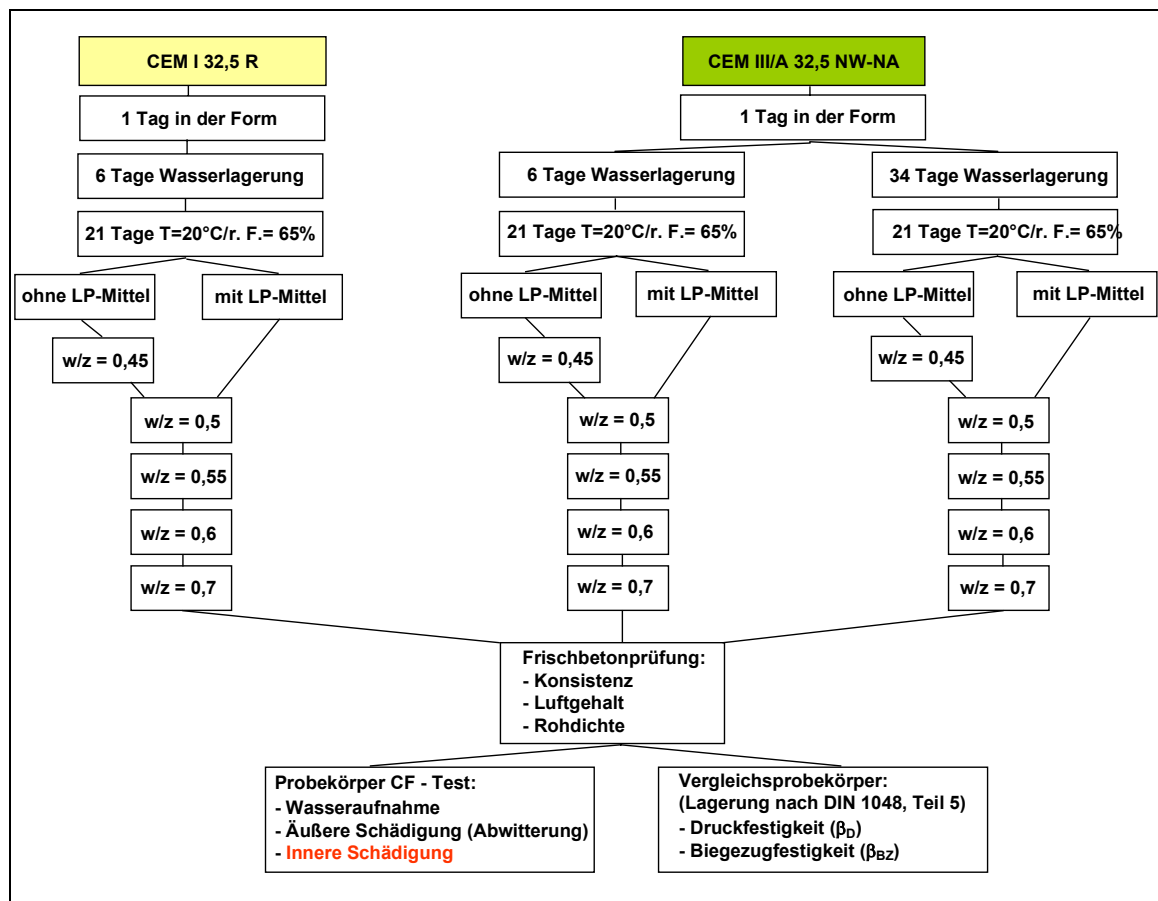 CEM I 32,5 R
1 Tag in der Form
6 Tage Wasserlagerung
21 Tage T=20°C/r. F.= 65%
ohne LP-Mittel
mit LP-Mittel
w/z = 0,45
w/z = 0,5
w/z = 0,55
w/z = 0,6
w/z = 0,7
CEM III/A 32,5 NW-NA
1 Tag in der Form
6 Tage Wasserlagerung
21 Tage T=20°C/r. F.= 65%
ohne LP-Mittel
mit LP-Mittel
w/z = 0,45
w/z = 0,5
w/z = 0,55
w/z = 0,6
w/z = 0,7
34 Tage Wasserlagerung
21 Tage T=20°C/r. F.= 65%
ohne LP-Mittel
mit LP-Mittel
w/z = 0,45
w/z = 0,5
w/z = 0,55
w/z = 0,6
w/z = 0,7
Frischbetonprüfung:
- Konsistenz
- Luftgehalt
- Rohdichte
Probekörper CF - Test:
- Wasseraufnahme
- Äußere Schädigung (Abwitterung)
- Innere Schädigung
Vergleichsprobekörper:
(Lagerung nach DIN 1048, Teil 5)
- Druckfestigkeit (βD)
- Biegezugfestigkeit (βBZ)